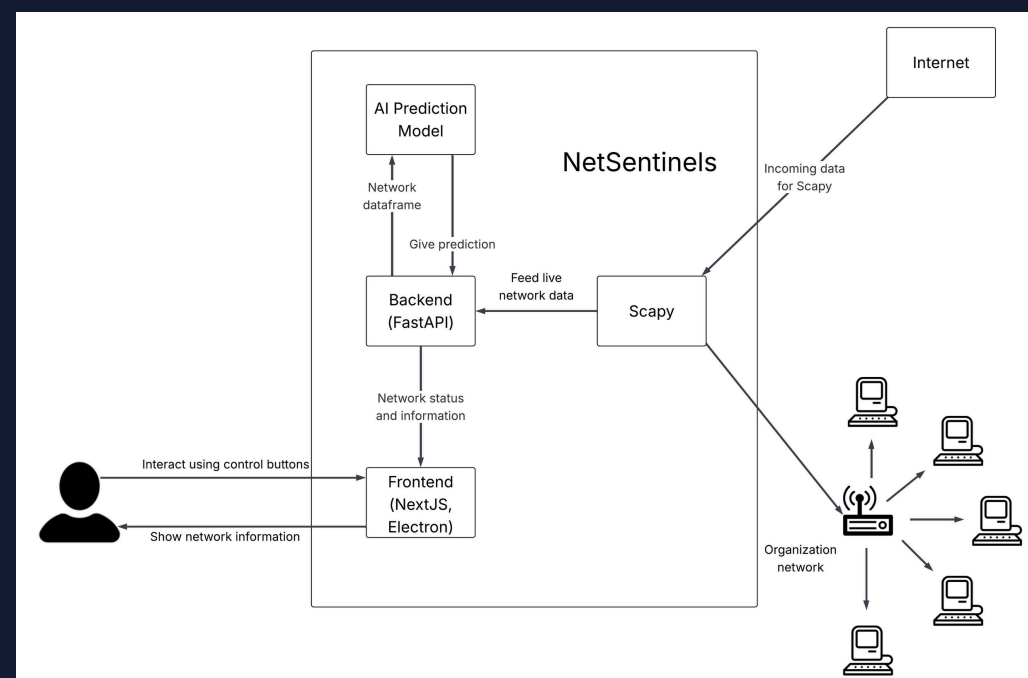 Internet
AI Prediction
Model
NetSentinels
Incoming data
for Scapy
Network
dataframe
Give prediction
Feed live
network data
Backend
(FastAPI)
Scapy
Network status
and information
Interact using control buttons
Frontend
(NextJS,
Electron)
Show network information
Organization
network